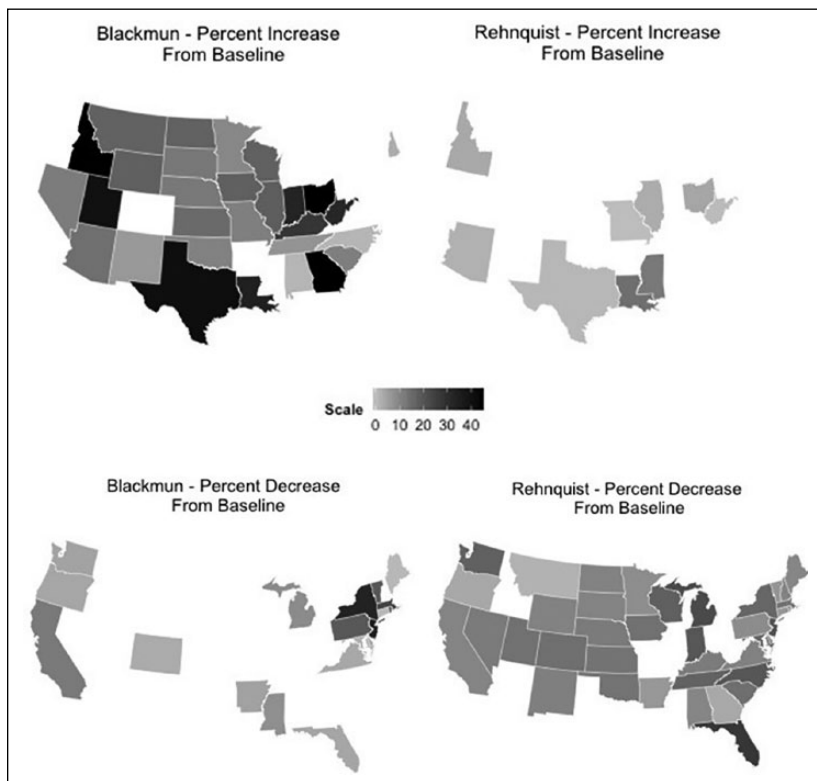 Blackmun - Percent Increase
From Baseline
Rehnquist - Percent Increase
From Baseline
Scale
0 10 20 30 40
Blackmun - Percent Decrease
From Baseline
Rehnquist - Percent Decrease
From Baseline